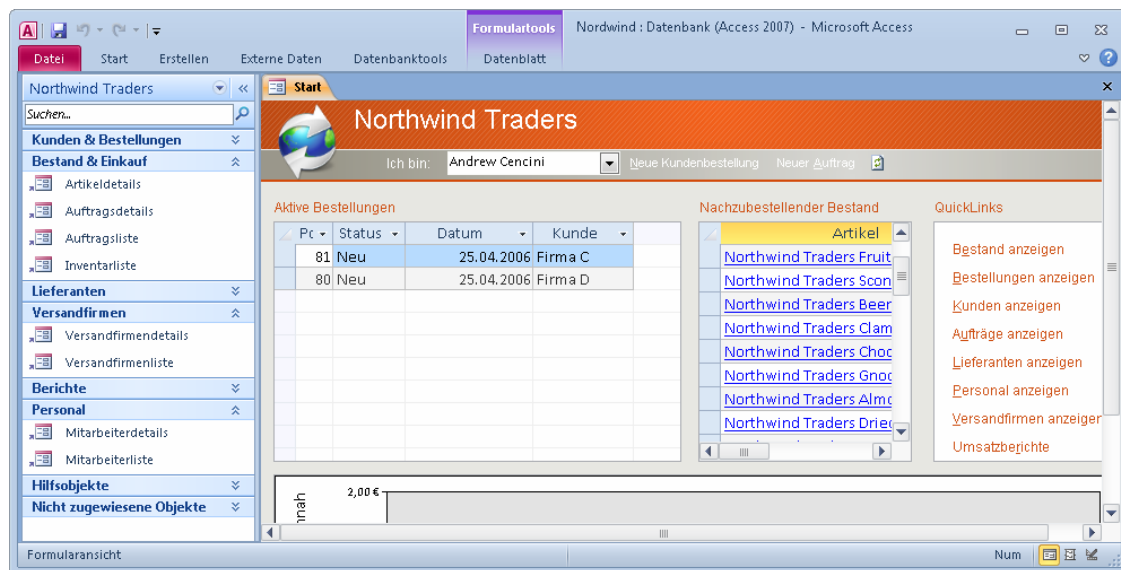 Formulartools
Nordwind : Datenbank (Access 2007) - Microsoft Access
Datei Start Erstellen Externe Daten Datenbanktools Datenblatt
Northwind Traders
Suchen...
Kunden & Bestellungen
Bestand & Einkauf
Artikeldetails
Auftragsdetails
Auftragsliste
Inventarliste
Lieferanten
Versandfirmen
Versandfirmendetails
Versandfirmenliste
Berichte
Personal
Mitarbeiterdetails
Mitarbeiterliste
Hilfsobjekte
Nicht zugewiesene Objekte
Start
Northwind Traders
Ich bin: Andrew Cencini Neue Kundenbestellung Neuer Auftrag
Aktive Bestellungen
Status Datum Kunde
81 Neu 25.04.2006 Firma C
80 Neu 25.04.2006 Firma D
Nachzubestellender Bestand
Artikel
Northwind Traders Fruit
Northwind Traders Scon
Northwind Traders Beer
Northwind Traders Clam
Northwind Traders Choc
Northwind Traders Gnoc
Northwind Traders Almo
Northwind Traders Dried
QuickLinks
Bestand anzeigen
Bestellungen anzeigen
Kunden anzeigen
Aufträge anzeigen
Lieferanten anzeigen
Personal anzeigen
Versandfirmen anzeigen
Umsatzberichte
2,00 €
Formularansicht
Num